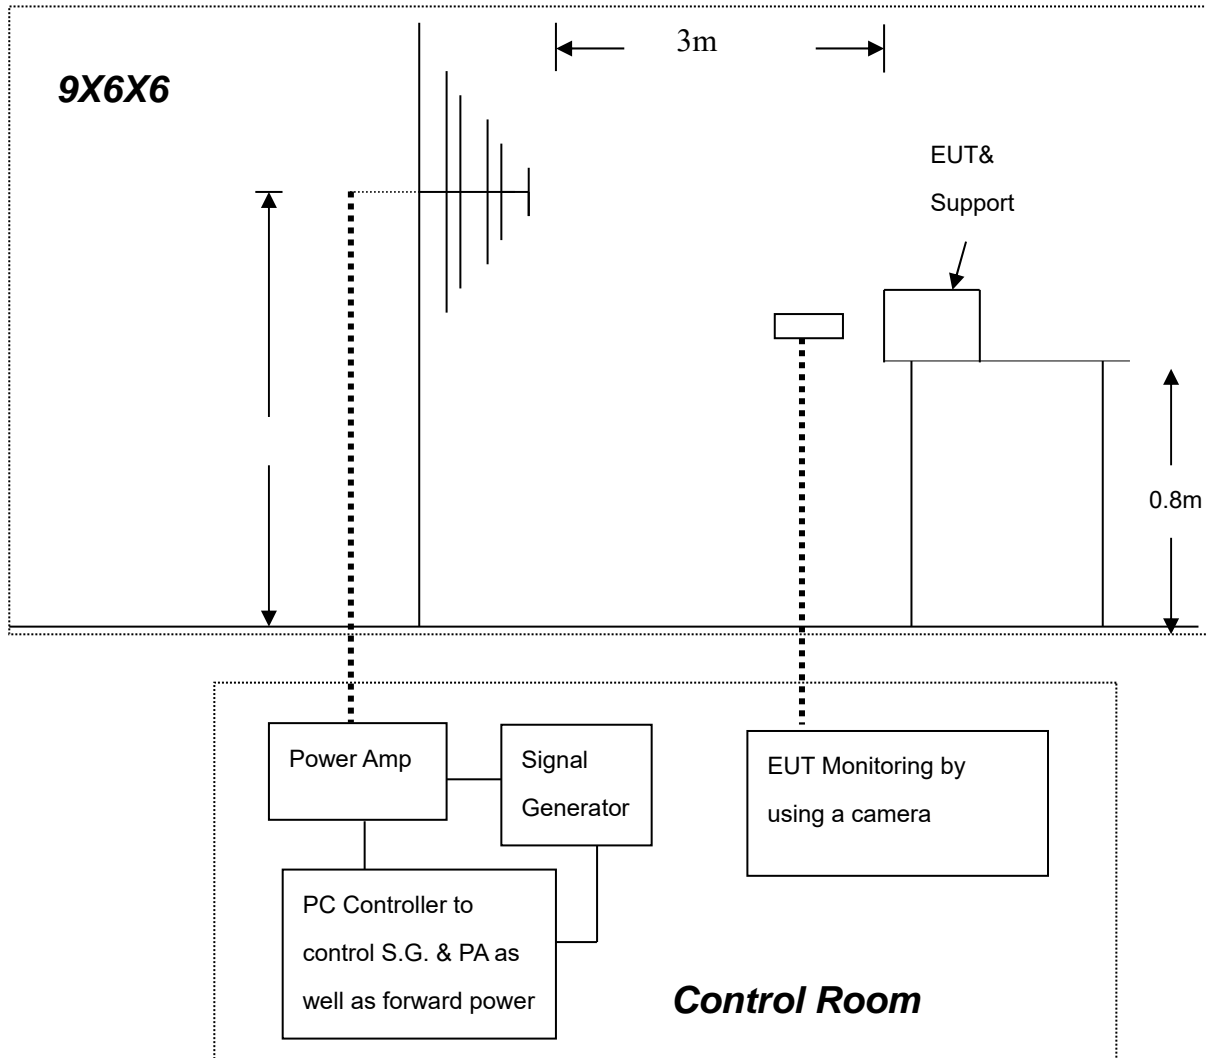 3m
9X6X6
EUT&
Support
0.8m
Power Amp
Signal
Generator
EUT Monitoring by
using a camera
PC Controller to
control S.G. & PA as
well as forward power
Control Room